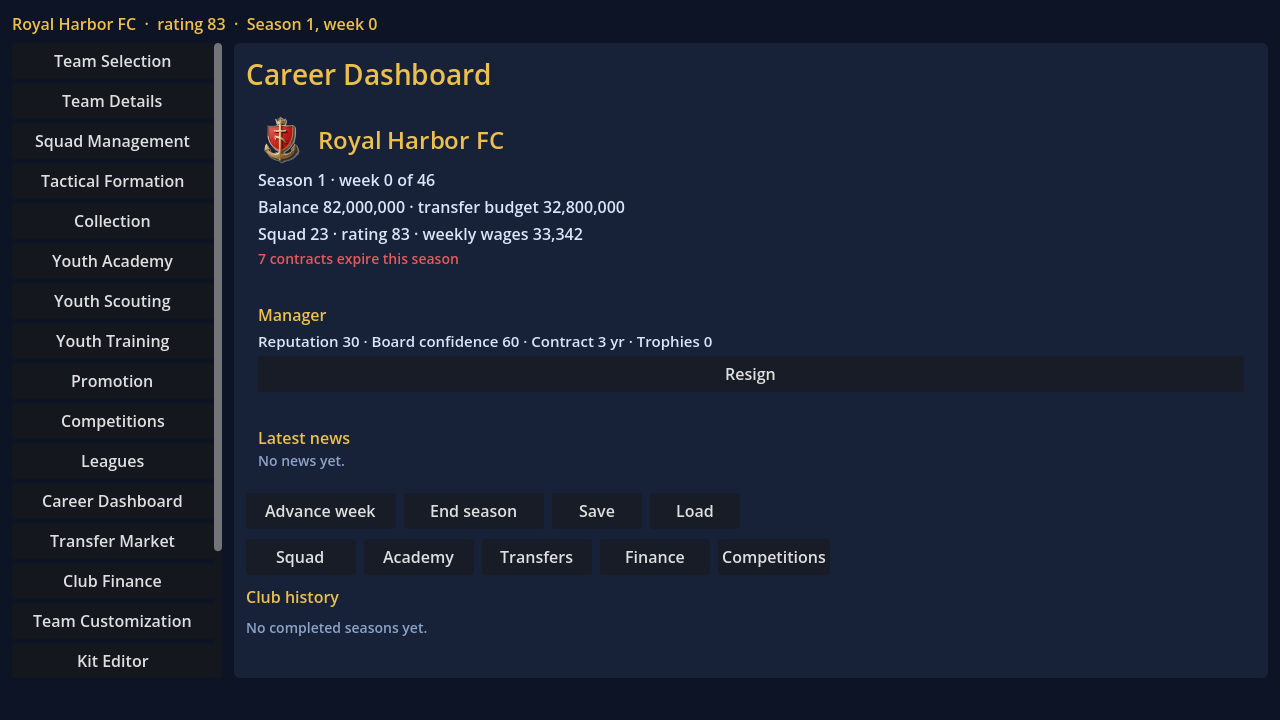 Royal Harbor FC · rating 83 · Season 1, week 0
Team Selection
Team Details
Squad Management
Tactical Formation
Collection
Youth Academy
Youth Scouting
Youth Training
Promotion
Competitions
Leagues
Career Dashboard
Transfer Market
Club Finance
Team Customization
Kit Editor
Career Dashboard
Royal Harbor FC
Season 1 · week 0 of 46
Balance 82,000,000 · transfer budget 32,800,000
Squad 23 · rating 83 · weekly wages 33,342
7 contracts expire this season
Manager
Reputation 30 · Board confidence 60 · Contract 3 yr · Trophies 0
Resign
Latest news
No news yet.
Advance week End season Save Load
Squad Academy Transfers Finance Competitions
Club history
No completed seasons yet.